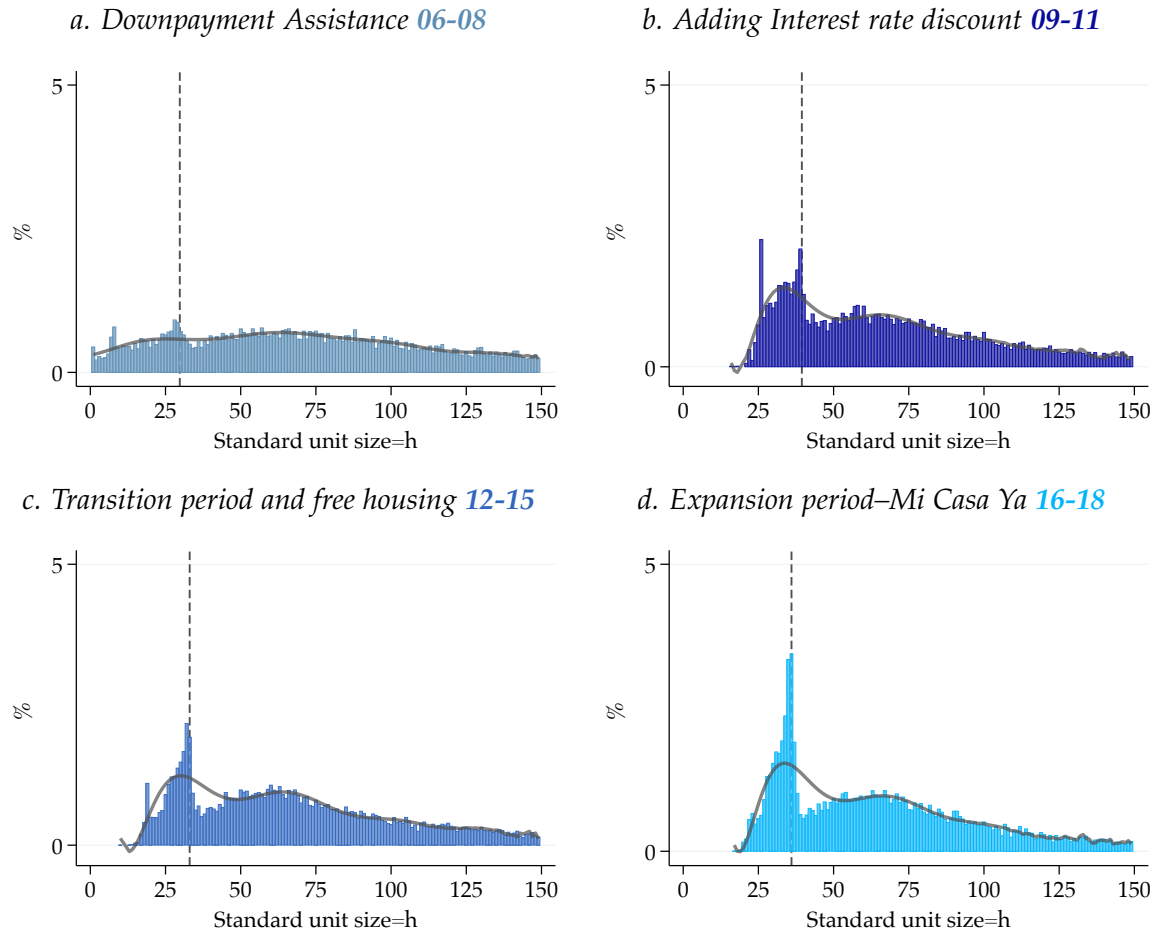 a. Downpayment Assistance 06-08
5
%
0
0 25 50 75 100 125 150
Standard unit size=h
b. Adding Interest rate discount 09-11
5
%
0
0 25 50 75 100 125 150
Standard unit size=h
c. Transition period and free housing 12-15
5
%
0
0 25 50 75 100 125 150
Standard unit size=h
d. Expansion period–Mi Casa Ya 16-18
5
%
0
0 25 50 75 100 125 150
Standard unit size=h